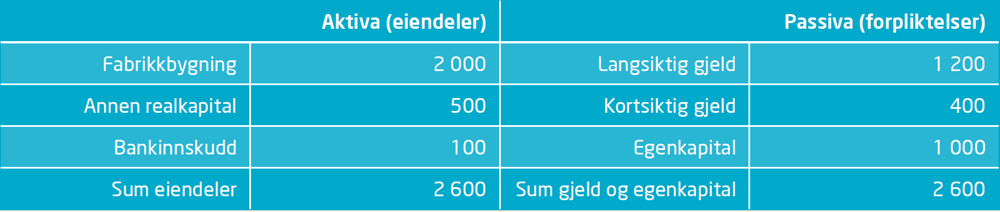 Aktiva (eiendeler) Passiva (forpliktelser)
Fabrikkbygning 2 000 Langsiktig gjeld 1 200
Annen realkapital 500 Kortsiktig gjeld 400
Bankinnskudd 100 Egenkapital 1 000
Sum eiendeler 2 600 Sum gjeld og egenkapital 2 600